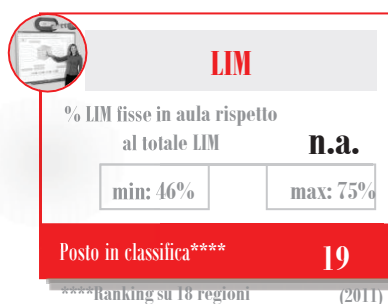 LIM
% LIM fisse in aula rispetto
al totale LIM
n.a.
min: 46%
max: 75%
Posto in classifica****
19
****Ranking su 18 regioni
(2011)